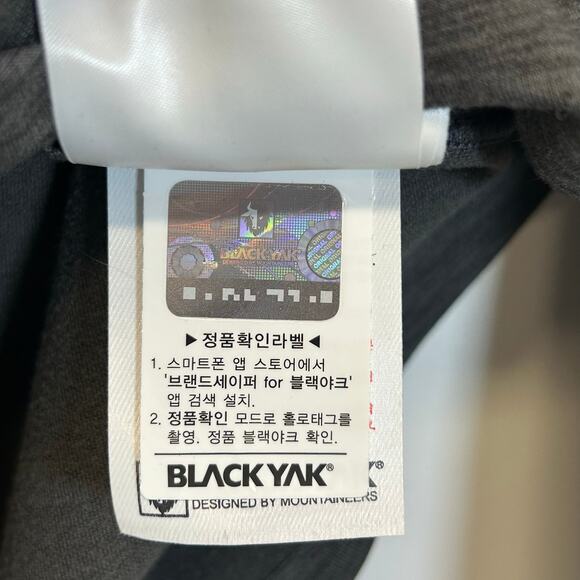 BLACKYAK
ORIGINAL
▶정품확인라벨◀
1. 스마트폰 앱 스토어에서
'브랜드세이퍼 for 블랙야크'
앱 검색 설치.
2. 정품확인 모드로 홀로태그를
촬영. 정품 블랙야크 확인.
BLACKYAK®
DESIGNED BY MOUNTAINEERS